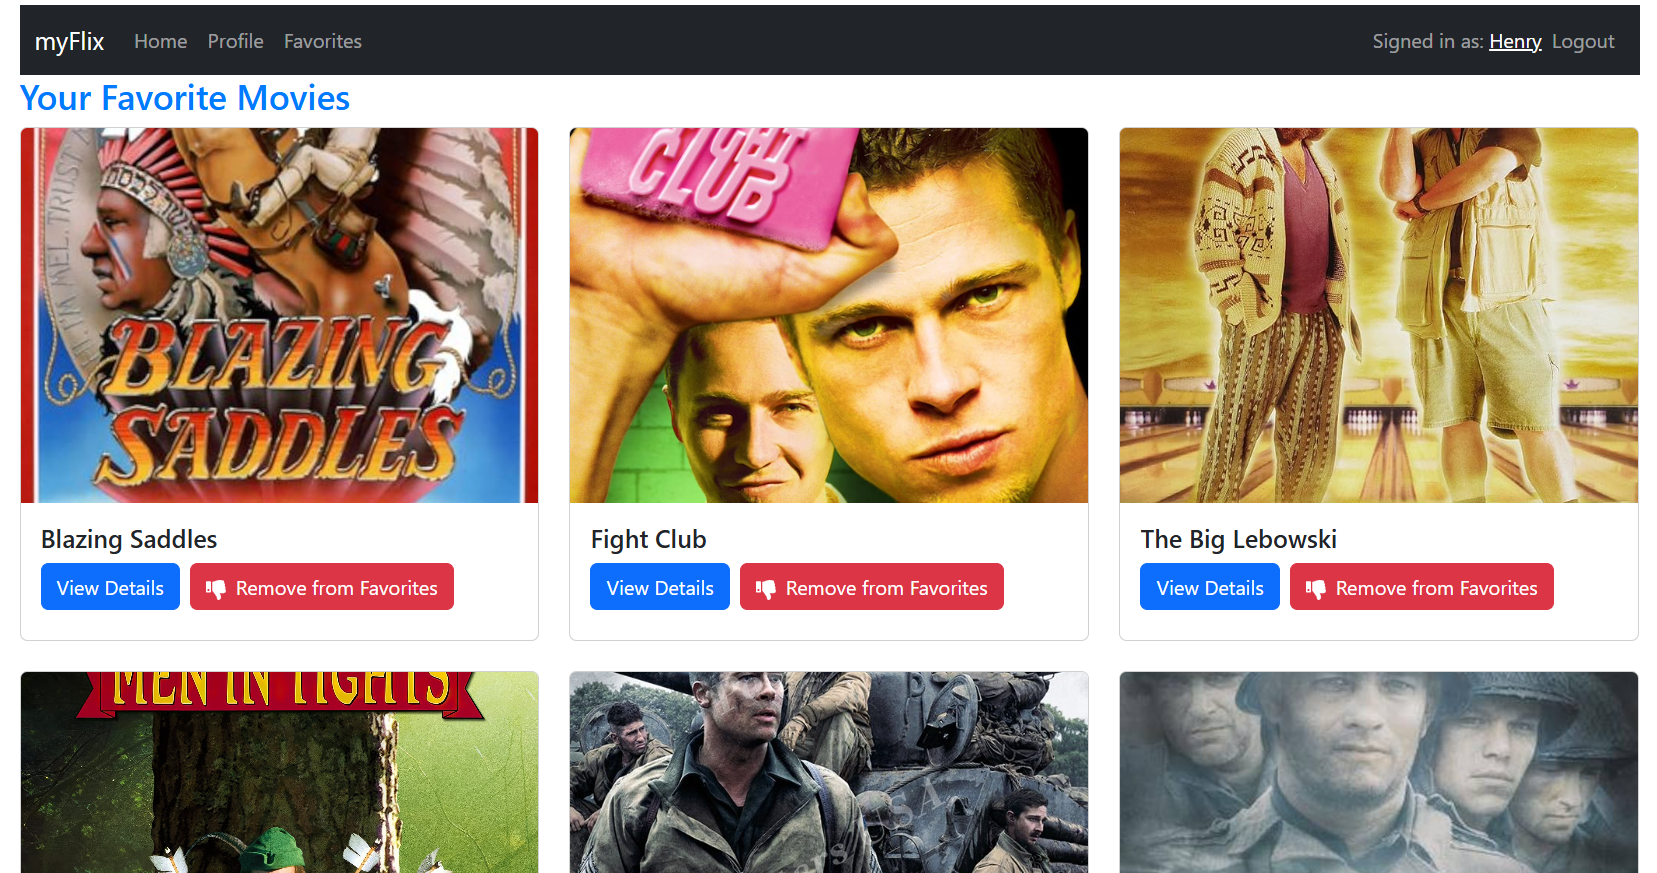 myFlix Home Profile Favorites Signed in as: Henry Logout
Your Favorite Movies
CLUB
BLAZING
SADDLES
Blazing Saddles
View Details Remove from Favorites
Fight Club
View Details Remove from Favorites
The Big Lebowski
View Details Remove from Favorites
MEN IN TIGHTS